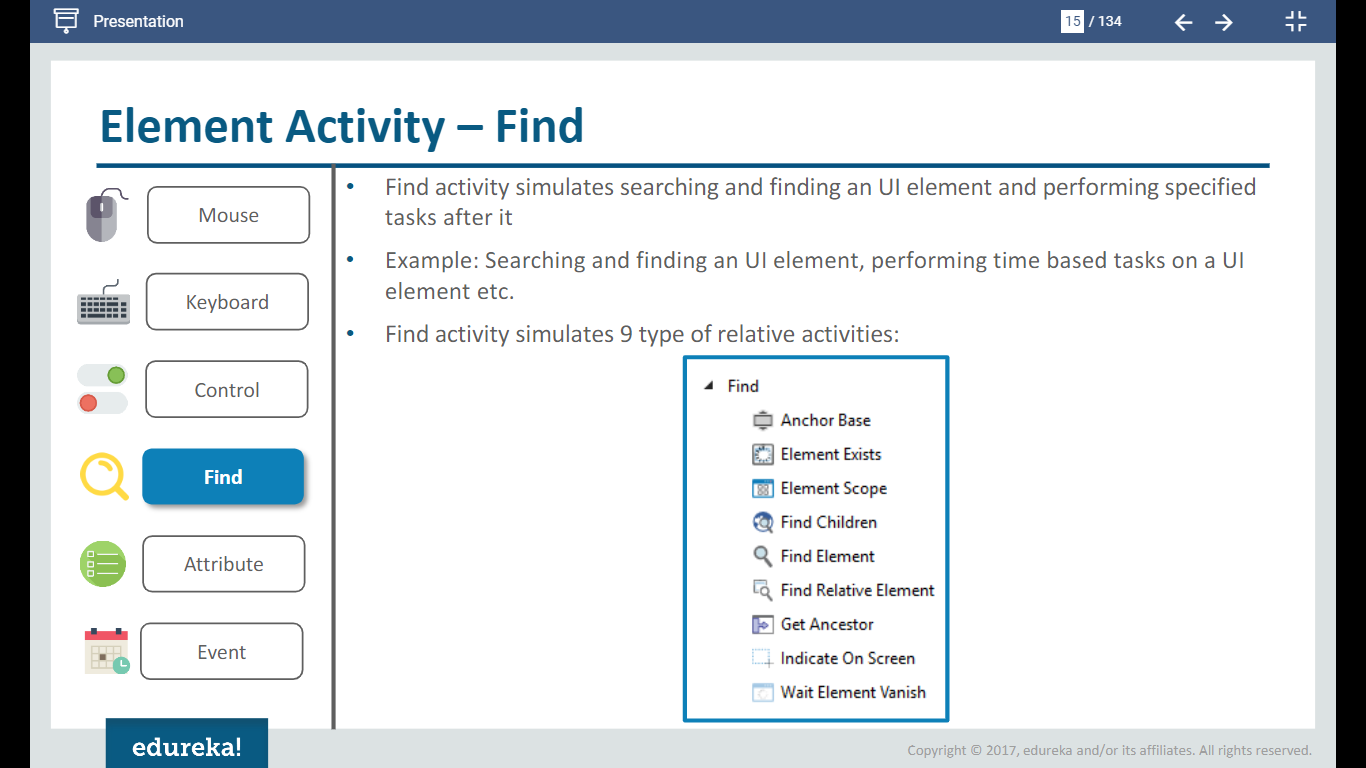 Presentation
15 / 134
Element Activity – Find
Mouse
Keyboard
Control
Find
Attribute
Event
• Find activity simulates searching and finding an UI element and performing specified
tasks after it
• Example: Searching and finding an UI element, performing time based tasks on a UI
element etc.
• Find activity simulates 9 type of relative activities:
Find
Anchor Base
Element Exists
Element Scope
Find Children
Find Element
Find Relative Element
Get Ancestor
Indicate On Screen
Wait Element Vanish
edureka!
Copyright © 2017, edureka and/or its affiliates. All rights reserved.